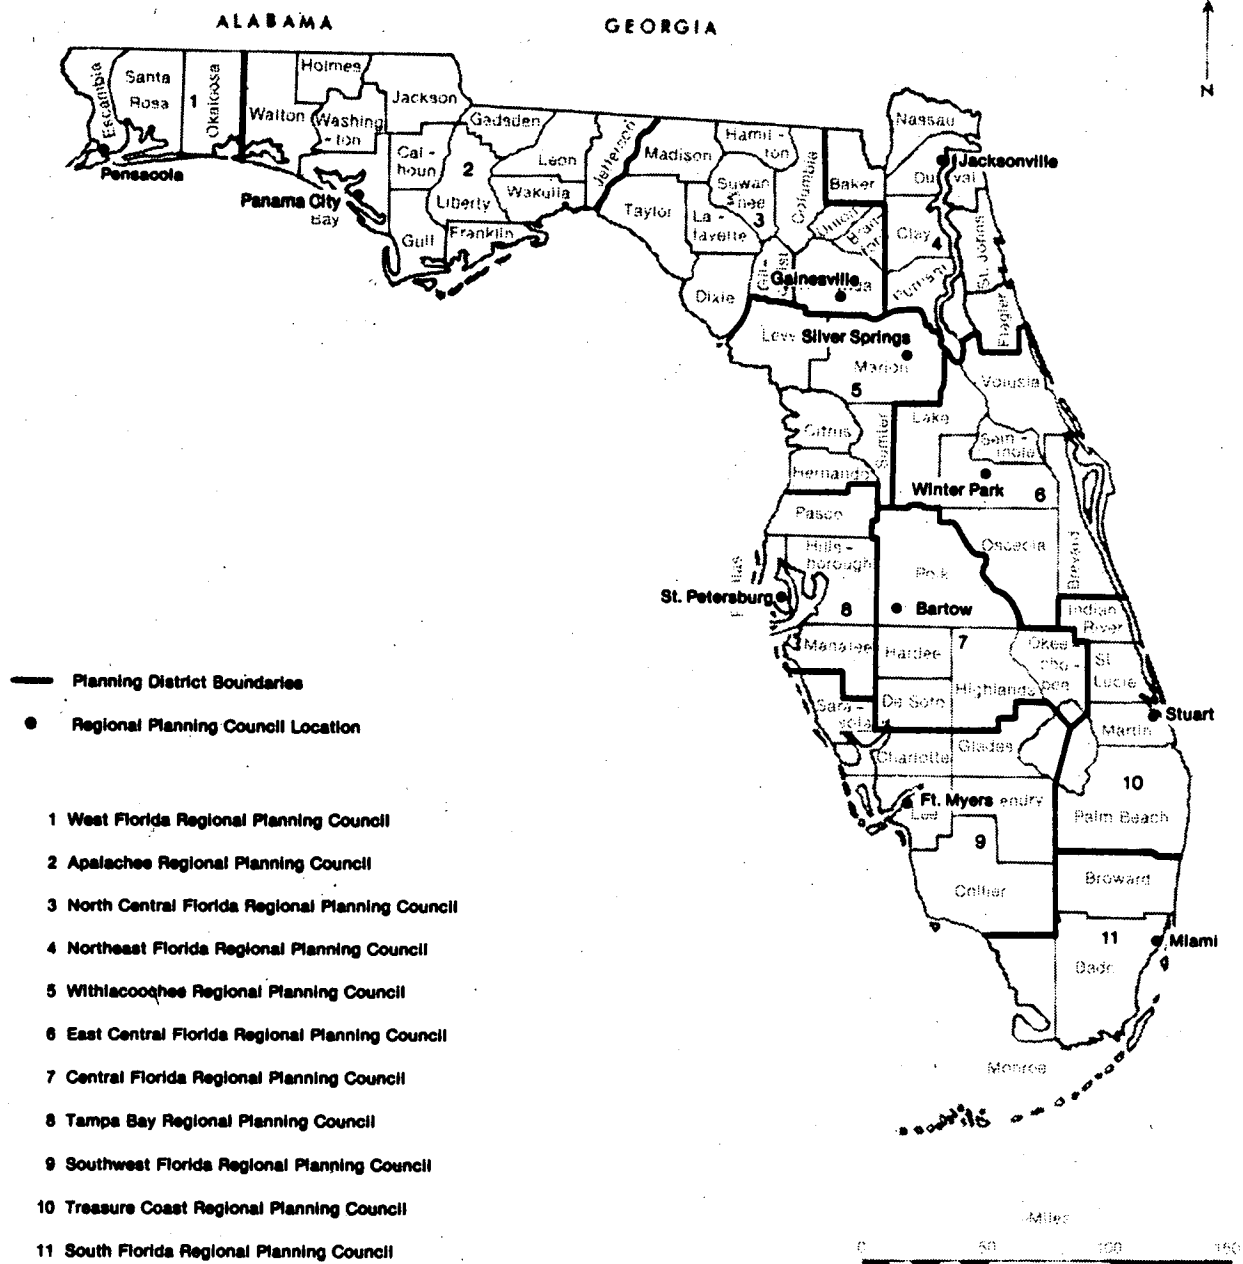 ALABAMA
GEORGIA
N
Escambia
Santa
Rosa
1
Okaloosa
Walton
Holmes
Washing
- ton
Jackson
Cal -
houn
2
Gadsden
Leon
Liberty
Wakulla
Gulf
Franklin
Jefferson
Pensacola
Panama City
Bay
Madison
Taylor
Hamil -
ton
Suwan
nee
3
La -
fayette
Columbia
Dixie
Gil-
christ
Baker
Union
Brad-
ford
Nassau
Jacksonville
Duval
Clay
4
St. Johns
Putnam
Flagler
Gainesville
Levy
Silver Springs
Marion
5
Volusia
Citrus
Sumter
Lake
Hernando
Sem -
inole
Winter Park
6
Pasco
Osceola
Brevard
Hills -
borough
Polk
St. Petersburg
8
Bartow
Indian
River
Manatee
Hardee
7
Okee
cho -
bee
St.
Lucie
De Soto
Highlands
Sara -
sota
Stuart
Martin
Charlotte
Glades
10
Ft. Myers
endry
Lee
Palm Beach
9
Collier
Broward
11
Miami
Dade
Monroe
Planning District Boundaries
Regional Planning Council Location
1 West Florida Regional Planning Council
2 Apalachee Regional Planning Council
3 North Central Florida Regional Planning Council
4 Northeast Florida Regional Planning Council
5 Withlacoochee Regional Planning Council
6 East Central Florida Regional Planning Council
7 Central Florida Regional Planning Council
8 Tampa Bay Regional Planning Council
9 Southwest Florida Regional Planning Council
10 Treasure Coast Regional Planning Council
11 South Florida Regional Planning Council
Miles
0 50 100 150